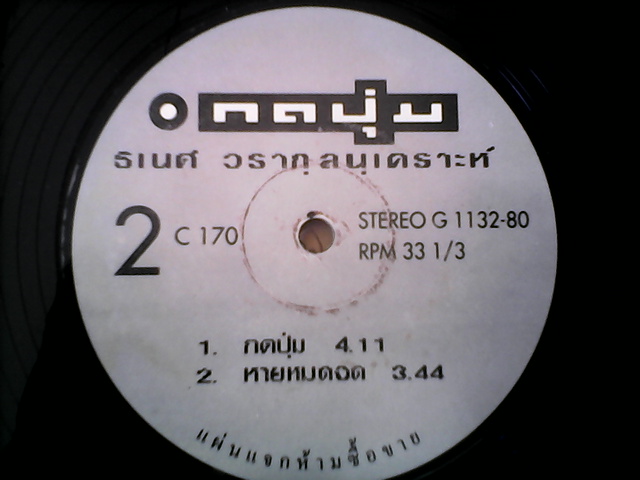 กดปุ่ม
ธเนศ วรากุลนุเคราะห์
2 C 170 STEREO G 1132-80
RPM 33 1/3
1. กดปุ่ม 4.11
2. หายหมดอด 3.44
แผ่นแจกห้ามซื้อขาย